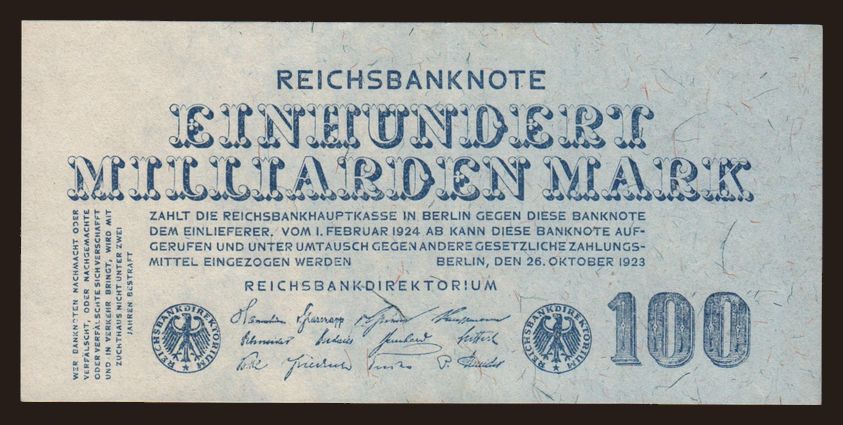 REICHSBANKNOTE
EINHUNDERT
MILLIARDEN MARK
ZAHLT DIE REICHSBANKHAUPTKASSE IN BERLIN GEGEN DIESE BANKNOTE
DEM EINLIEFERER. VOM 1. FEBRUAR 1924 AB KANN DIESE BANKNOTE AUF-
GERUFEN UND UNTER UMTAUSCH GEGEN ANDERE GESETZLICHE ZAHLUNGS-
MITTEL EINGEZOGEN WERDEN BERLIN, DEN 26. OKTOBER 1923
REICHSBANKDIREKTORIUM
WER BANKNOTEN NACHMACHT ODER
VERFÄLSCHT, ODER NACHGEMACHTE
ODER VERFÄLSCHTE SICH VERSCHAFFT
UND IN VERKEHR BRINGT, WIRD MIT
ZUCHTHAUS NICHT UNTER ZWEI
JAHREN BESTRAFT
REICHSBANKDIREKTORIUM
REICHSBANKDIREKTORIUM
100
Schneider
Friedrich